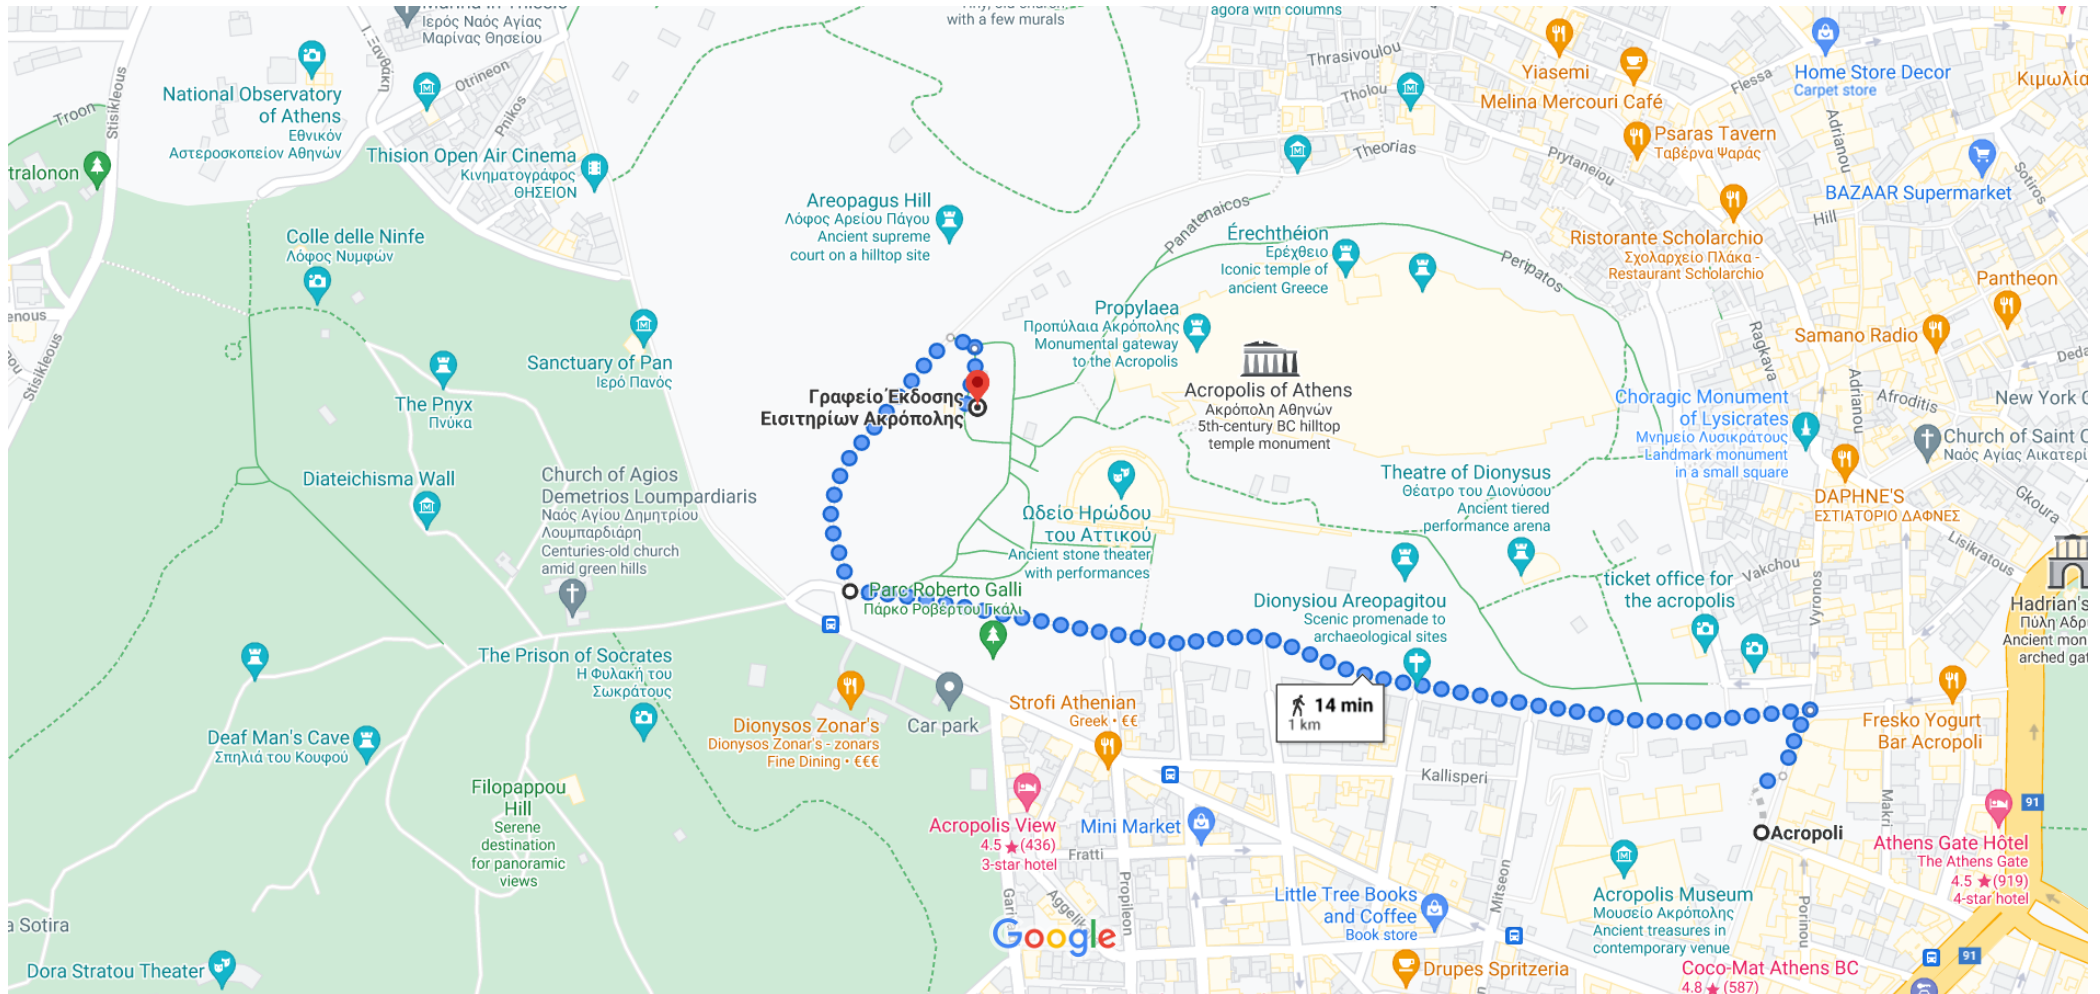 Ιερός Ναός Αγίας
Μαρίνας Θησείου
with a few murals
agora with columns
Thrasivoulou
Yiasemi
Flessa
Home Store Decor
Carpet store
Κιμωλία
National Observatory
of Athens
Εθνικόν
Αστεροσκοπείον Αθηνών
Ι. Ξανθάκη
Otrineon
Pnikos
Troon
Stisikleous
Tholou
Melina Mercouri Café
Psaras Tavern
Ταβέρνα Ψαράς
Adrianou
Thision Open Air Cinema
Κινηματογράφος
ΘΗΣΕΙΟΝ
tralonon
Theorias
Prytaneiou
Sotiros
BAZAAR Supermarket
Hill
Areopagus Hill
Λόφος Αρείου Πάγου
Ancient supreme
court on a hilltop site
Panatenaicos
Érechthéion
Ερέχθειο
Iconic temple of
ancient Greece
Peripatos
Ristorante Scholarchio
Σχολαρχείο Πλάκα -
Restaurant Scholarchio
Colle delle Ninfe
Λόφος Νυμφών
Pantheon
Propylaea
Προπύλαια Ακρόπολης
Monumental gateway
to the Acropolis
enous
Samano Radio
Ragkava
Deda
Sanctuary of Pan
Ιερό Πανός
Stisikleous
Acropolis of Athens
Ακρόπολη Αθηνών
5th-century BC hilltop
temple monument
The Pnyx
Πνύκα
Γραφείο Έκδοσης
Εισιτηρίων Ακρόπολης
Adrianou
Afroditis
New York C
Choragic Monument
of Lysicrates
Μνημείο Λυσικράτους
Landmark monument
in a small square
Church of Saint C
Ναός Αγίας Αικατερί
Diateichisma Wall
Church of Agios
Demetrios Loumpardiaris
Ναός Αγίου Δημητρίου
Λουμπαρδιάρη
Centuries-old church
amid green hills
Theatre of Dionysus
Θέατρο του Διονύσου
Ancient tiered
performance arena
DAPHNE'S
ΕΣΤΙΑΤΟΡΙΟ ΔΑΦΝΕΣ
Gkoura
Ωδείο Ηρώδου
του Αττικού
Ancient stone theater
with performances
Lisikratous
Vakchou
Vyronos
ticket office for
the acropolis
Parc Roberto Galli
Πάρκο Ροβέρτου Γκάλι
Dionysiou Areopagitou
Scenic promenade to
archaeological sites
Hadrian's
Πύλη Αδρι
Ancient mon
arched gat
The Prison of Socrates
Η Φυλακή του
Σωκράτους
14 min
1 km
Strofi Athenian
Greek • €€
Car park
Dionysos Zonar's
Dionysos Zonar's - zonars
Fine Dining • €€€
Fresko Yogurt
Bar Acropoli
Deaf Man's Cave
Σπηλιά του Κουφού
Kallisperi
Makri
Filopappou
Hill
Serene
destination
for panoramic
views
91
Acropoli
Acropolis View
4.5 ★ (436)
3-star hotel
Mini Market
Fratti
Athens Gate Hôtel
The Athens Gate
4.5 ★ (919)
4-star hotel
Propileon
Mitseon
Gari
Aggelik
Porinou
Acropolis Museum
Μουσείο Ακρόπολης
Ancient treasures in
contemporary venue
Little Tree Books
and Coffee
Book store
a Sotira
Google
91
Dora Stratou Theater
Drupes Spritzeria
Coco-Mat Athens BC
4.8 ★ (587)